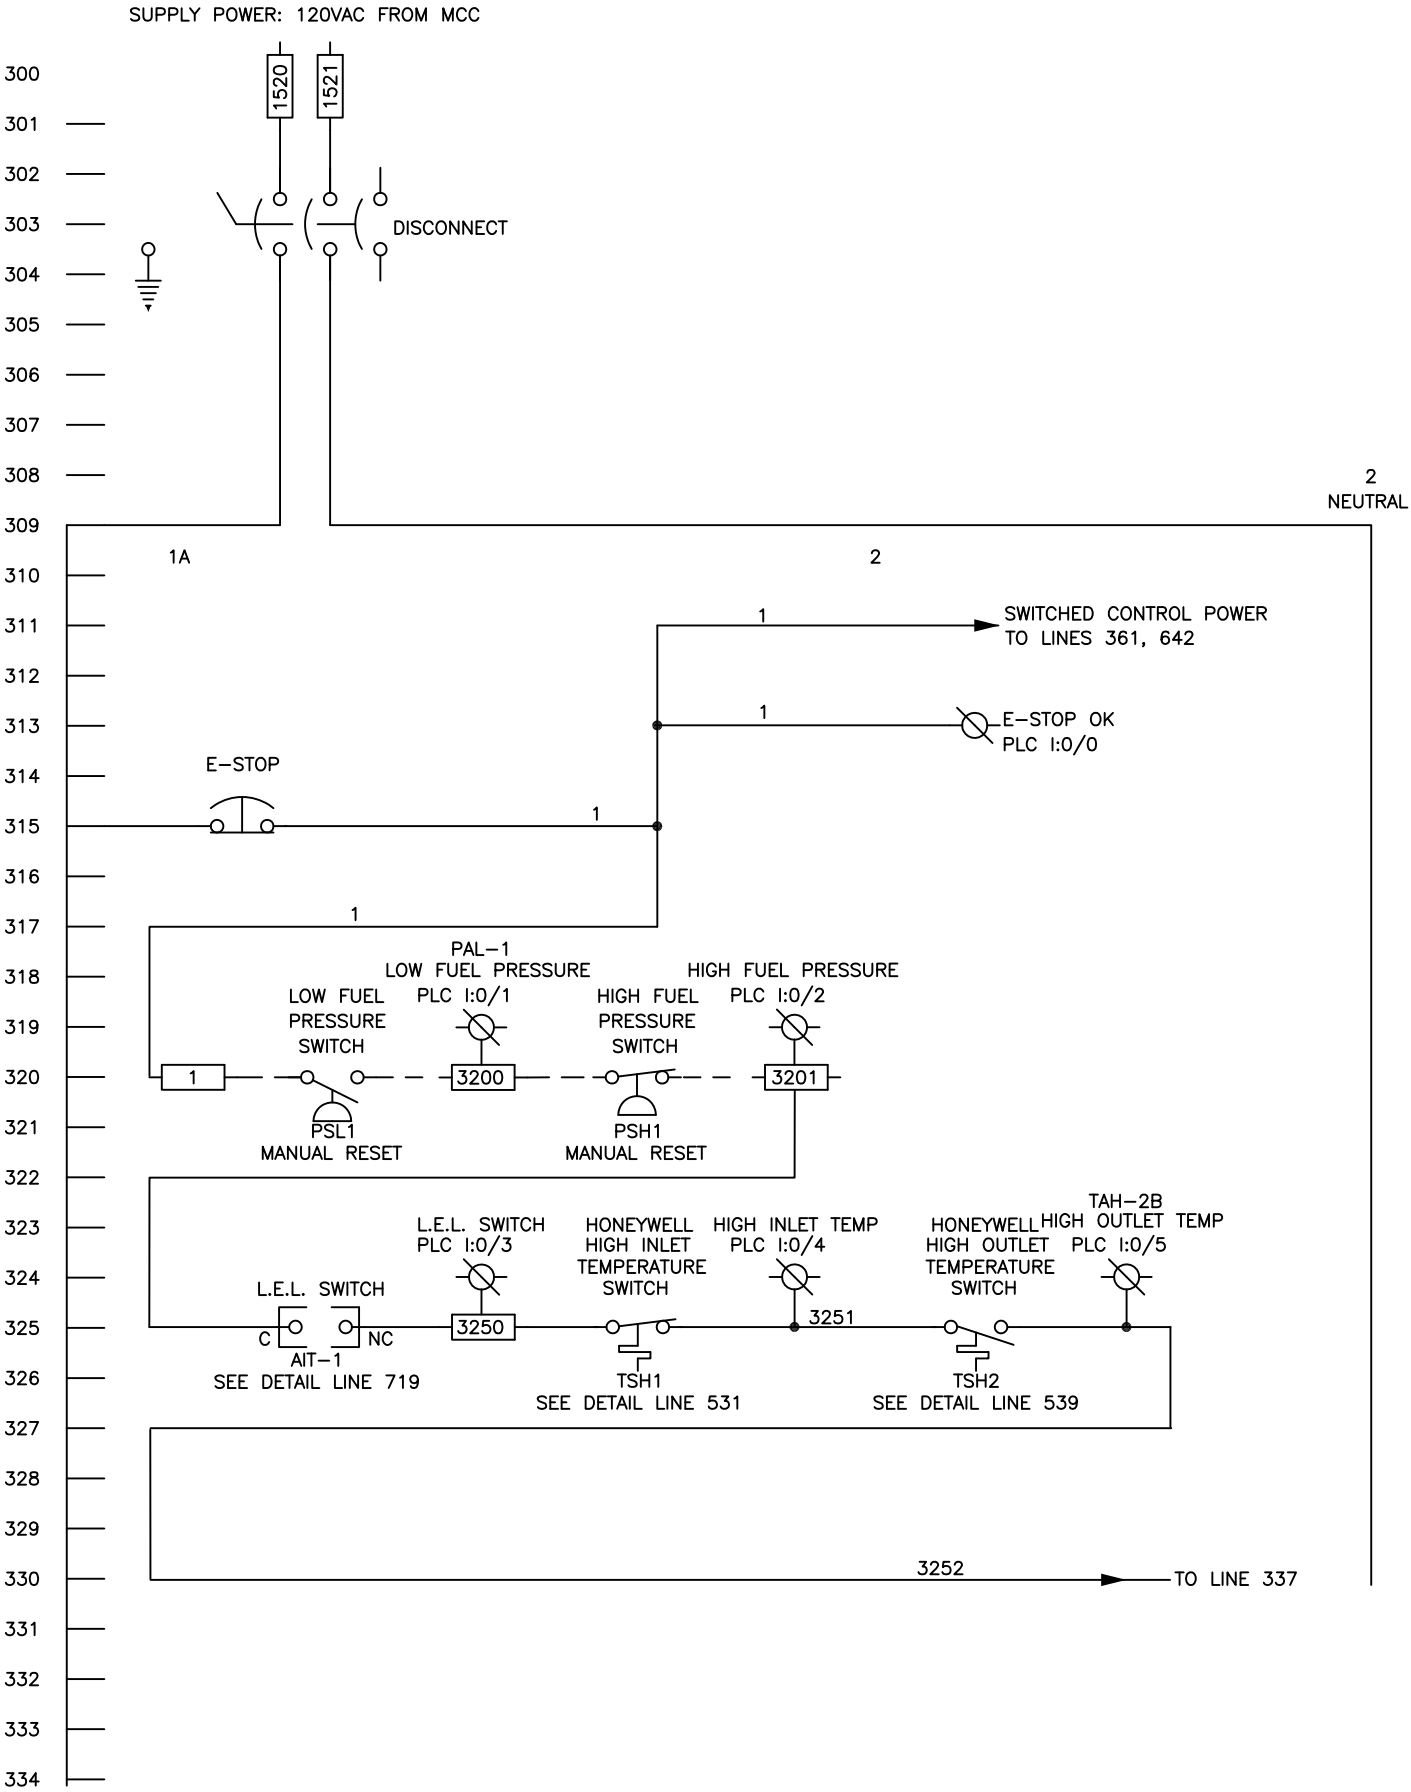 SUPPLY POWER: 120VAC FROM MCC
300
1520
1521
301
302
303
DISCONNECT
304
305
306
307
308
2
NEUTRAL
309
1A
2
310
311
1
SWITCHED CONTROL POWER
TO LINES 361, 642
312
313
1
E-STOP OK
PLC I:0/0
314
E-STOP
315
1
316
317
1
318
PAL-1
LOW FUEL PRESSURE
PLC I:0/1
HIGH FUEL PRESSURE
PLC I:0/2
319
LOW FUEL
PRESSURE
SWITCH
HIGH FUEL
PRESSURE
SWITCH
320
1
3200
3201
321
PSL1
MANUAL RESET
PSH1
MANUAL RESET
322
323
L.E.L. SWITCH
PLC I:0/3
HONEYWELL
HIGH INLET
TEMPERATURE
SWITCH
HIGH INLET TEMP
PLC I:0/4
HONEYWELL
HIGH OUTLET
TEMPERATURE
SWITCH
TAH-2B
HIGH OUTLET TEMP
PLC I:0/5
324
L.E.L. SWITCH
325
C
NC
3250
3251
326
AIT-1
SEE DETAIL LINE 719
TSH1
SEE DETAIL LINE 531
TSH2
SEE DETAIL LINE 539
327
328
329
330
3252
TO LINE 337
331
332
333
334